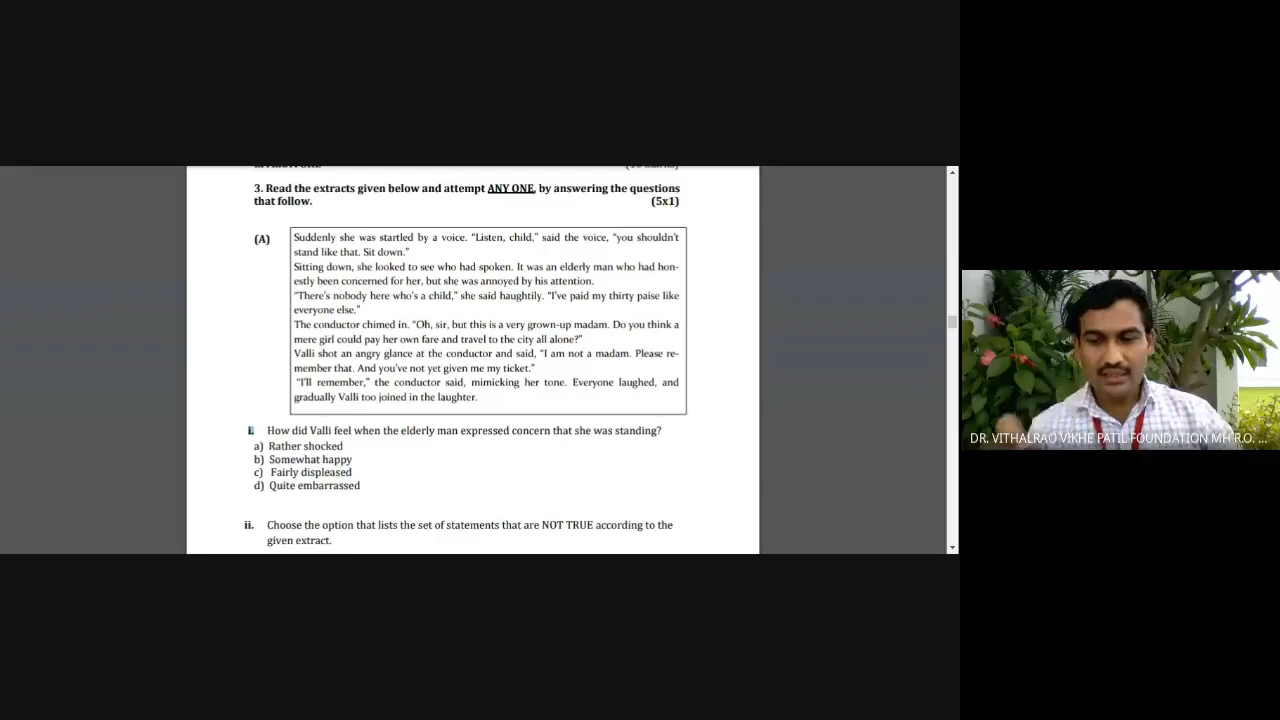 3. Read the extracts given below and attempt ANY ONE, by answering the questions
that follow. (5x1)
(A)
Suddenly she was startled by a voice. “Listen, child,” said the voice, “you shouldn’t
stand like that. Sit down.”
Sitting down, she looked to see who had spoken. It was an elderly man who had hon-
estly been concerned for her, but she was annoyed by his attention.
“There’s nobody here who’s a child,” she said haughtily. “I’ve paid my thirty paise like
everyone else.”
The conductor chimed in. “Oh, sir, but this is a very grown-up madam. Do you think a
mere girl could pay her own fare and travel to the city all alone?”
Valli shot an angry glance at the conductor and said, “I am not a madam. Please re-
member that. And you’ve not yet given me my ticket.”
“I’ll remember,” the conductor said, mimicking her tone. Everyone laughed, and
gradually Valli too joined in the laughter.
i. How did Valli feel when the elderly man expressed concern that she was standing?
a) Rather shocked
b) Somewhat happy
c) Fairly displeased
d) Quite embarrassed
ii. Choose the option that lists the set of statements that are NOT TRUE according to the
given extract.
DR. VITHALRAO VIKHE PATIL FOUNDATION MH R.O. ...